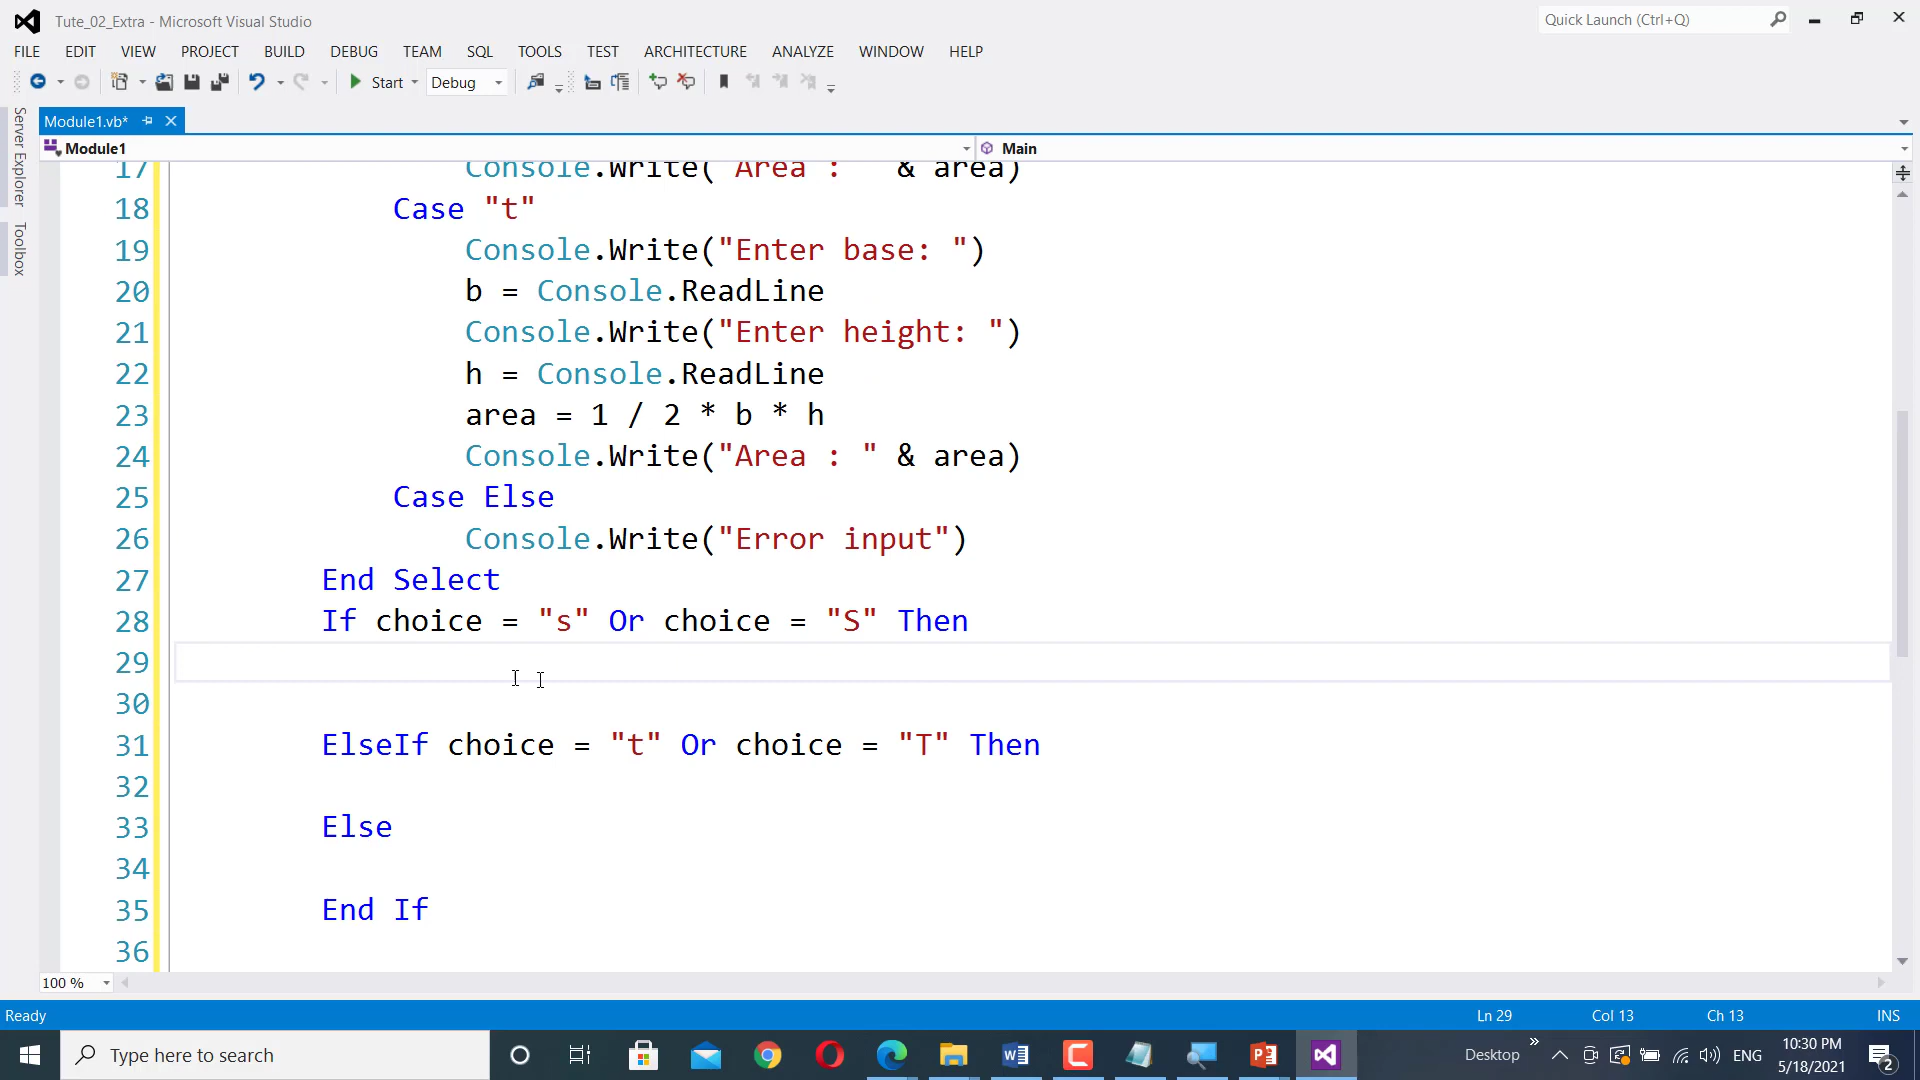 Tute_02_Extra - Microsoft Visual Studio
Quick Launch (Ctrl+Q)
FILE EDIT VIEW PROJECT BUILD DEBUG TEAM SQL TOOLS TEST ARCHITECTURE ANALYZE WINDOW HELP
Start Debug
Server Explorer
Toolbox
Module1.vb*
Module1 Main
17 Console.Write("Area : " & area)
18 Case "t"
19 Console.Write("Enter base: ")
20 b = Console.ReadLine
21 Console.Write("Enter height: ")
22 h = Console.ReadLine
23 area = 1 / 2 * b * h
24 Console.Write("Area : " & area)
25 Case Else
26 Console.Write("Error input")
27 End Select
28 If choice = "s" Or choice = "S" Then
29
30
31 ElseIf choice = "t" Or choice = "T" Then
32
33 Else
34
35 End If
36
100 %
Ready Ln 29 Col 13 Ch 13 INS
Type here to search
Desktop » ENG
10:30 PM
5/18/2021
2